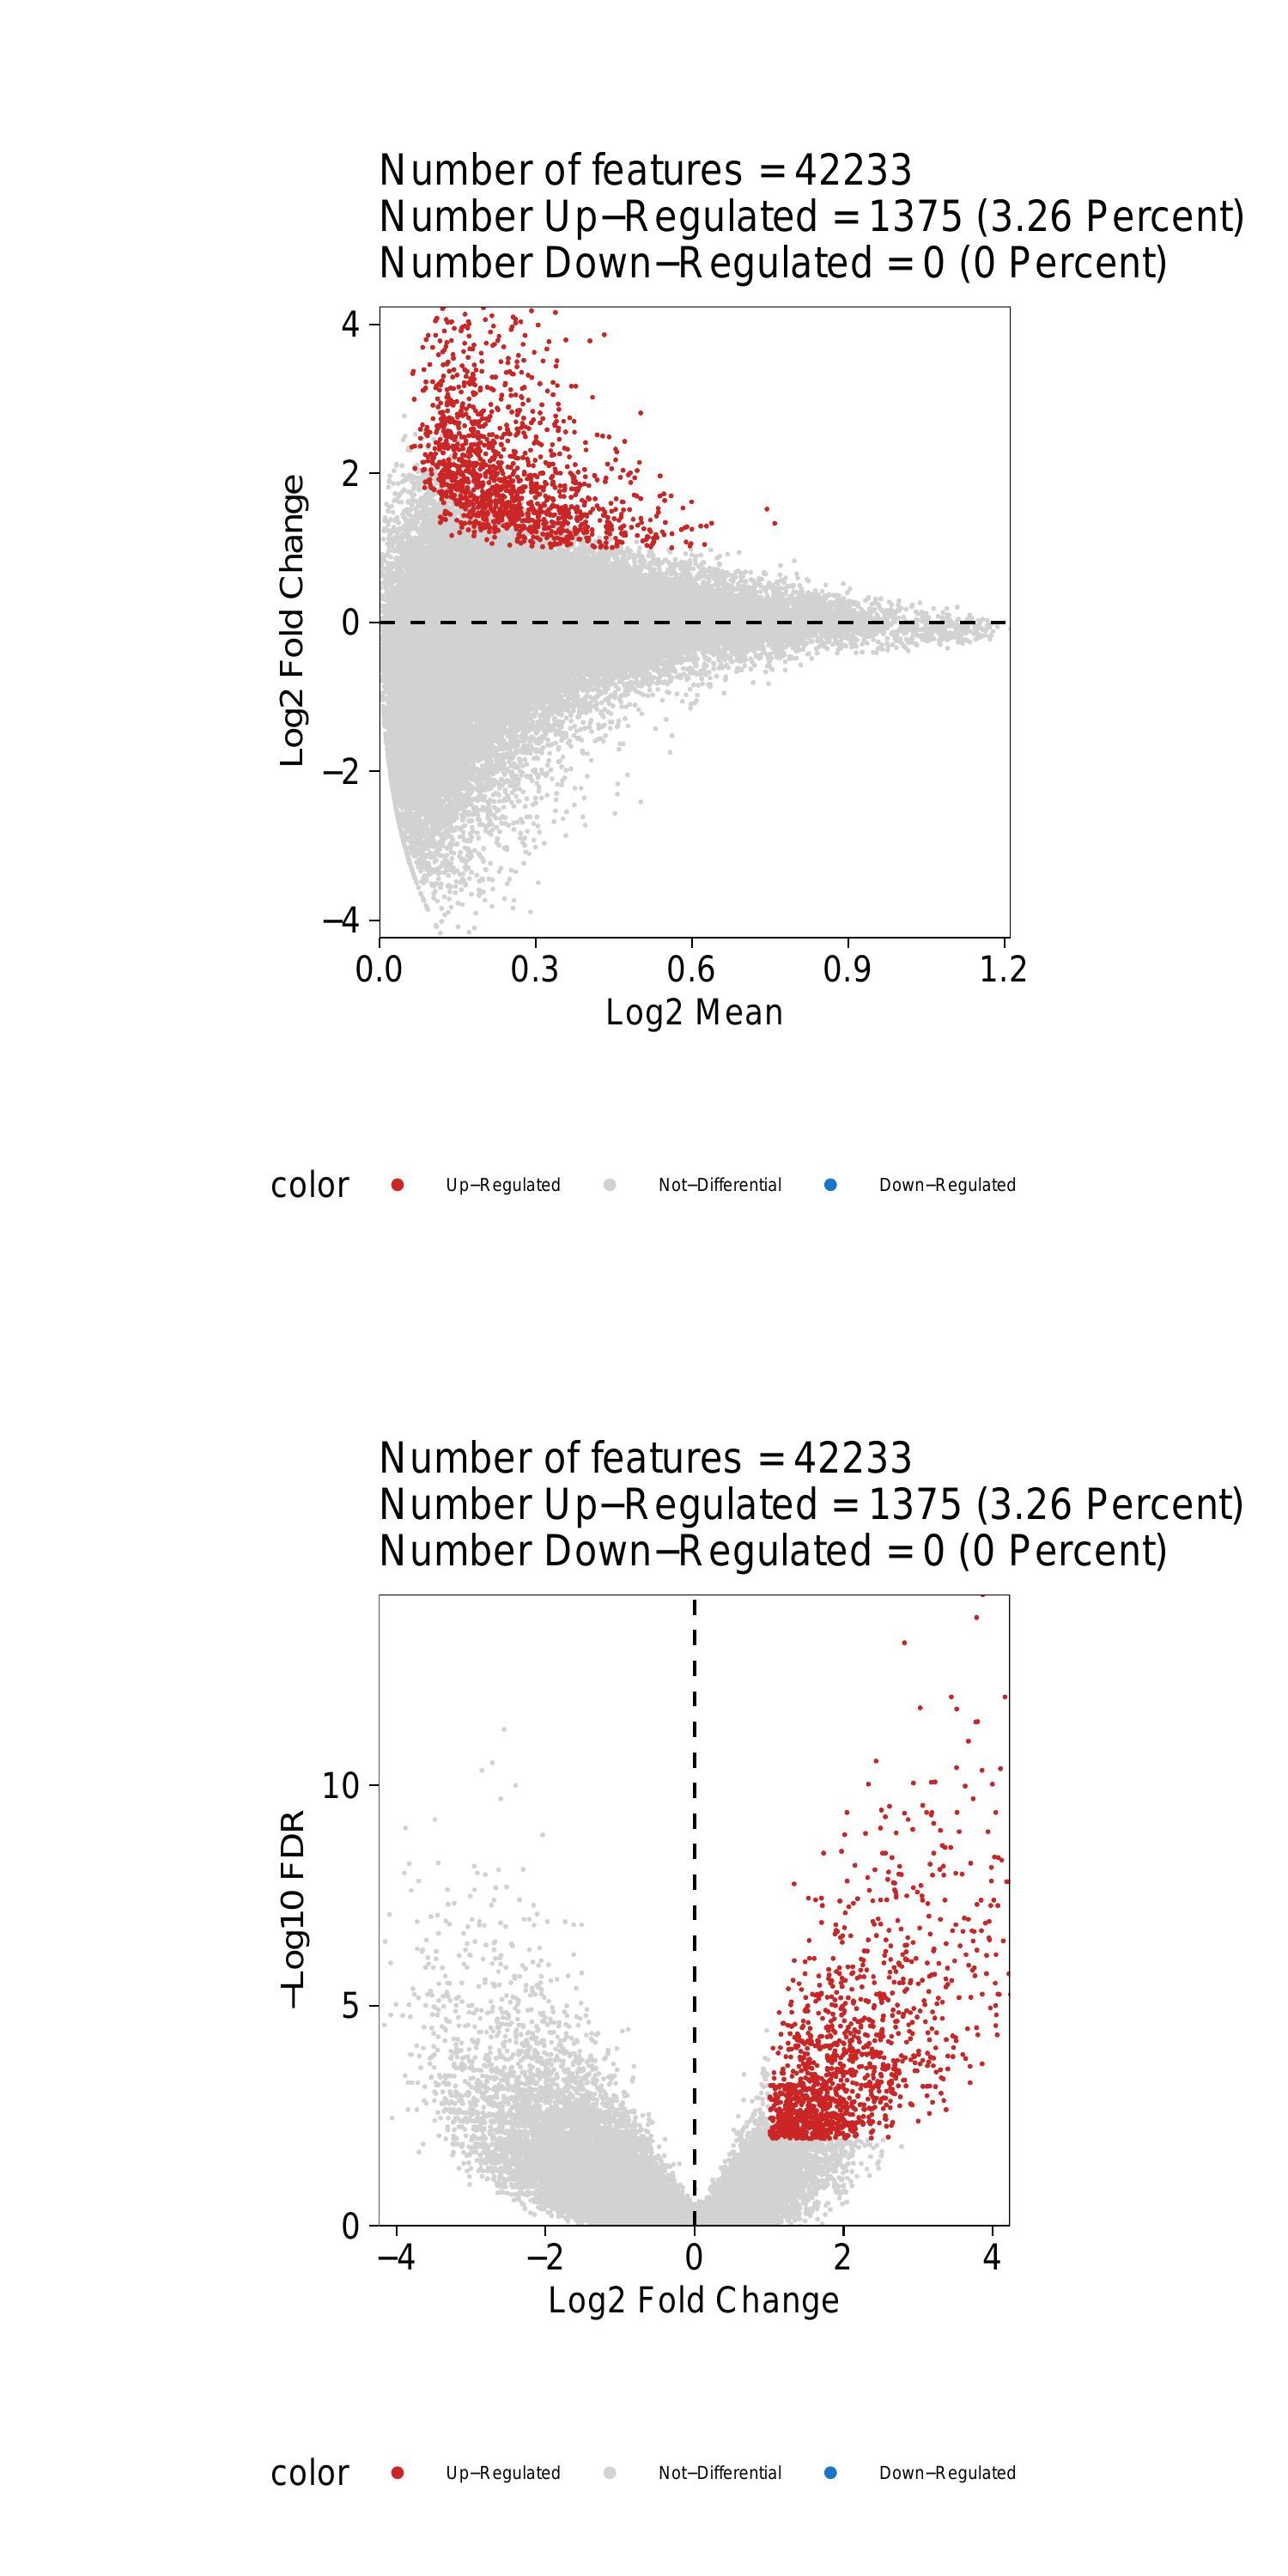 Number of features = 42233
Number Up−Regulated = 1375 (3.26 Percent)
Number Down−Regulated = 0 (0 Percent)
4
2
0
−2
−4
Log2 Fold Change
0.0 0.3 0.6 0.9 1.2
Log2 Mean
color Up−Regulated Not−Differential Down−Regulated
Number of features = 42233
Number Up−Regulated = 1375 (3.26 Percent)
Number Down−Regulated = 0 (0 Percent)
10
5
0
−Log10 FDR
−4 −2 0 2 4
Log2 Fold Change
color Up−Regulated Not−Differential Down−Regulated